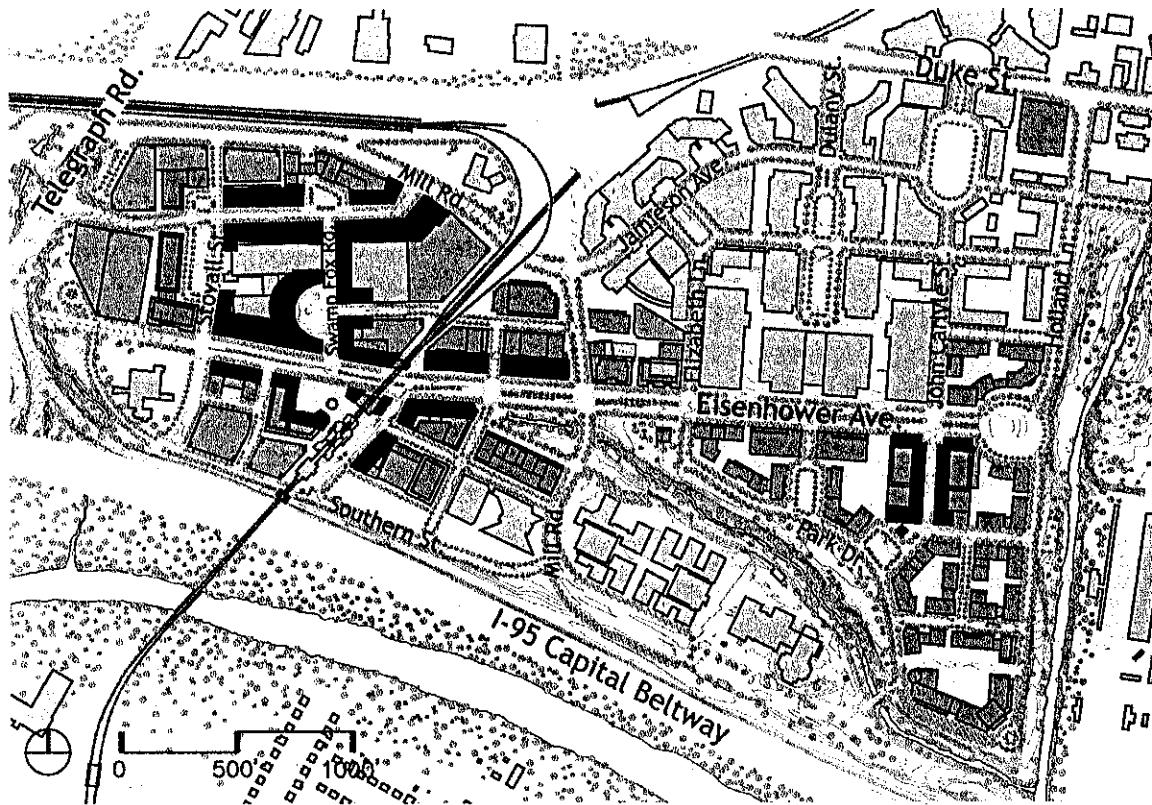 Telegraph Rd.
Duke St.
Dulany St.
Mill Rd.
Jamieson Ave.
Stovall St.
Swamp Fox Rd.
Elizabeth Ln.
John Carlyle St.
Holland Ln.
Eisenhower Ave.
Southern St.
Mill Rd.
Park Dr.
I-95 Capital Beltway
0 500' 1000'